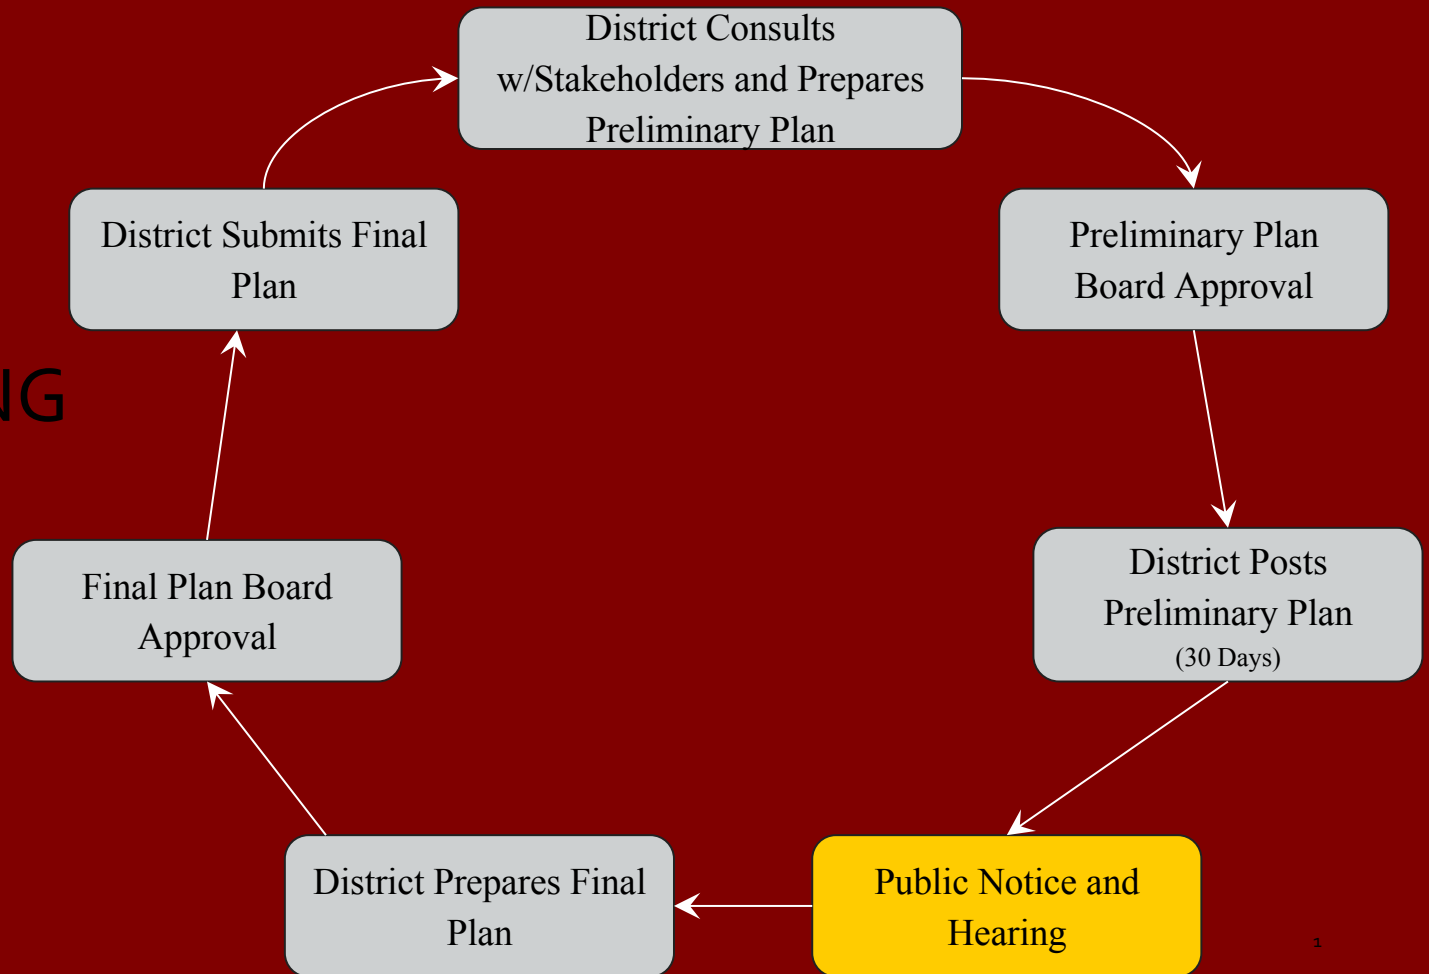 District Consults
w/Stakeholders and Prepares
Preliminary Plan
Preliminary Plan
Board Approval
District Posts
Preliminary Plan
(30 Days)
Public Notice and
Hearing
District Prepares Final
Plan
Final Plan Board
Approval
District Submits Final
Plan
NG
1